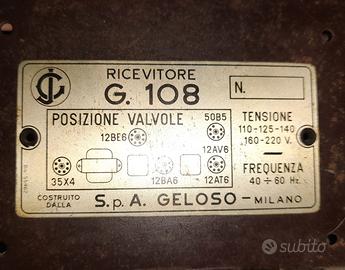 RICEVITORE
G. 108
N.
POSIZIONE VALVOLE
50B5
12BE6
12AV6
35X4
12BA6
12AT6
TENSIONE
110-125-140
160-220 V.
FREQUENZA
40 ÷ 60 Hz.
COSTRUITO
DALLA
S.p.A. GELOSO - MILANO
subito